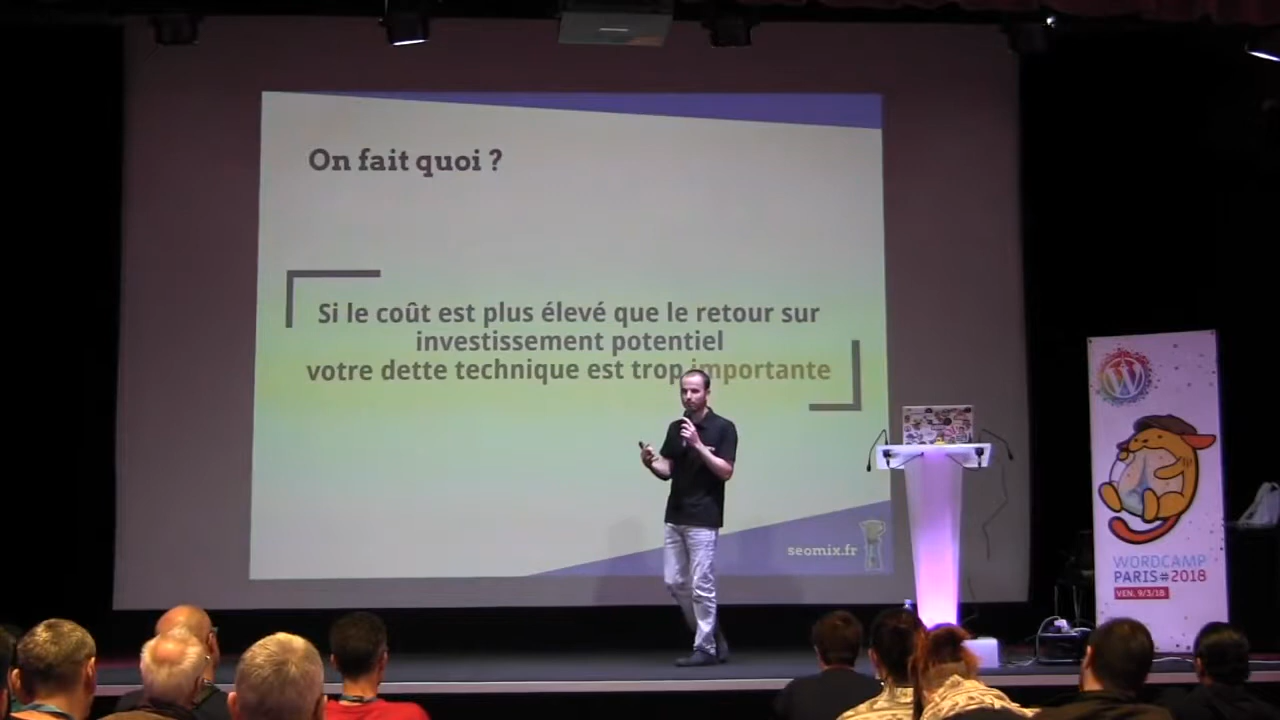 On fait quoi ?
Si le coût est plus élevé que le retour sur
investissement potentiel
votre dette technique est trop importante
seomix.fr
WORDCAMP
PARIS#2018
VEN. 9/3/18